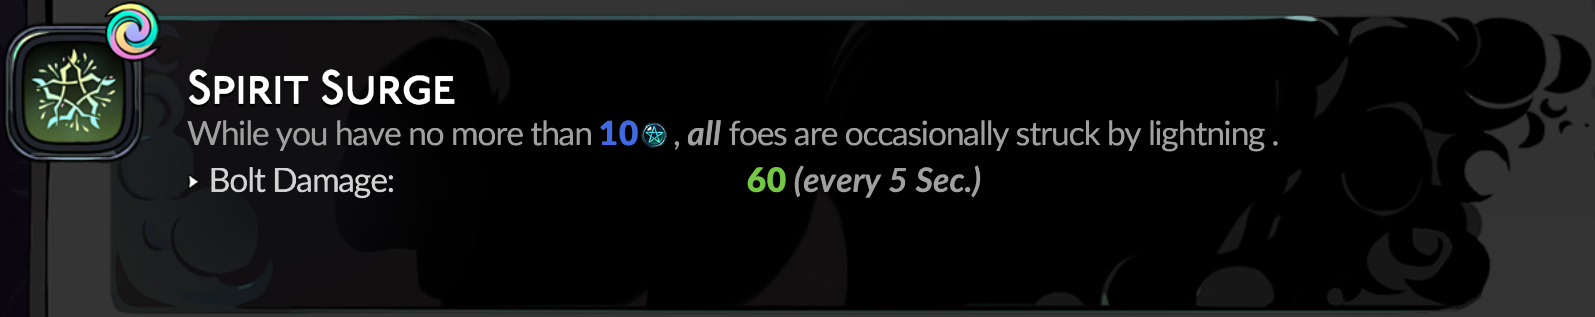 Spirit Surge
While you have no more than 10 , all foes are occasionally struck by lightning .
▸ Bolt Damage: 60 (every 5 Sec.)